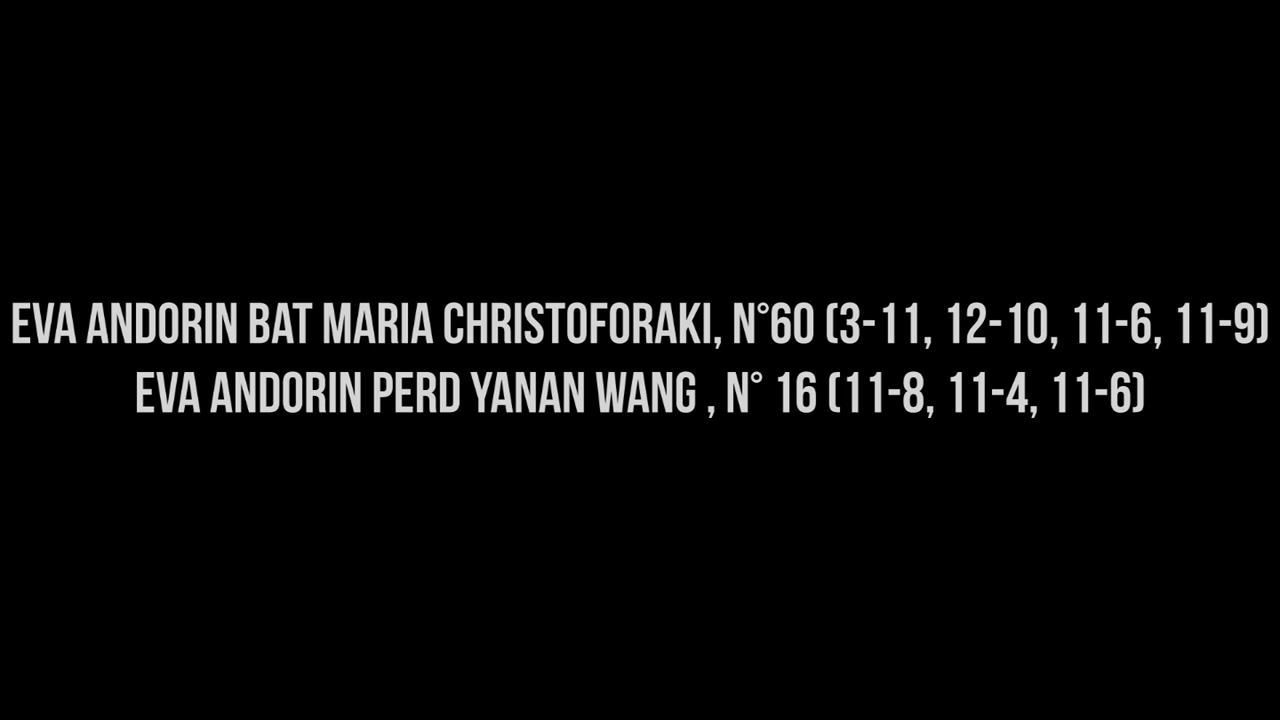 EVA ANDORIN BAT MARIA CHRISTOFORAKI, N°60 (3-11, 12-10, 11-6, 11-9)
EVA ANDORIN PERD YANAN WANG , N° 16 (11-8, 11-4, 11-6)